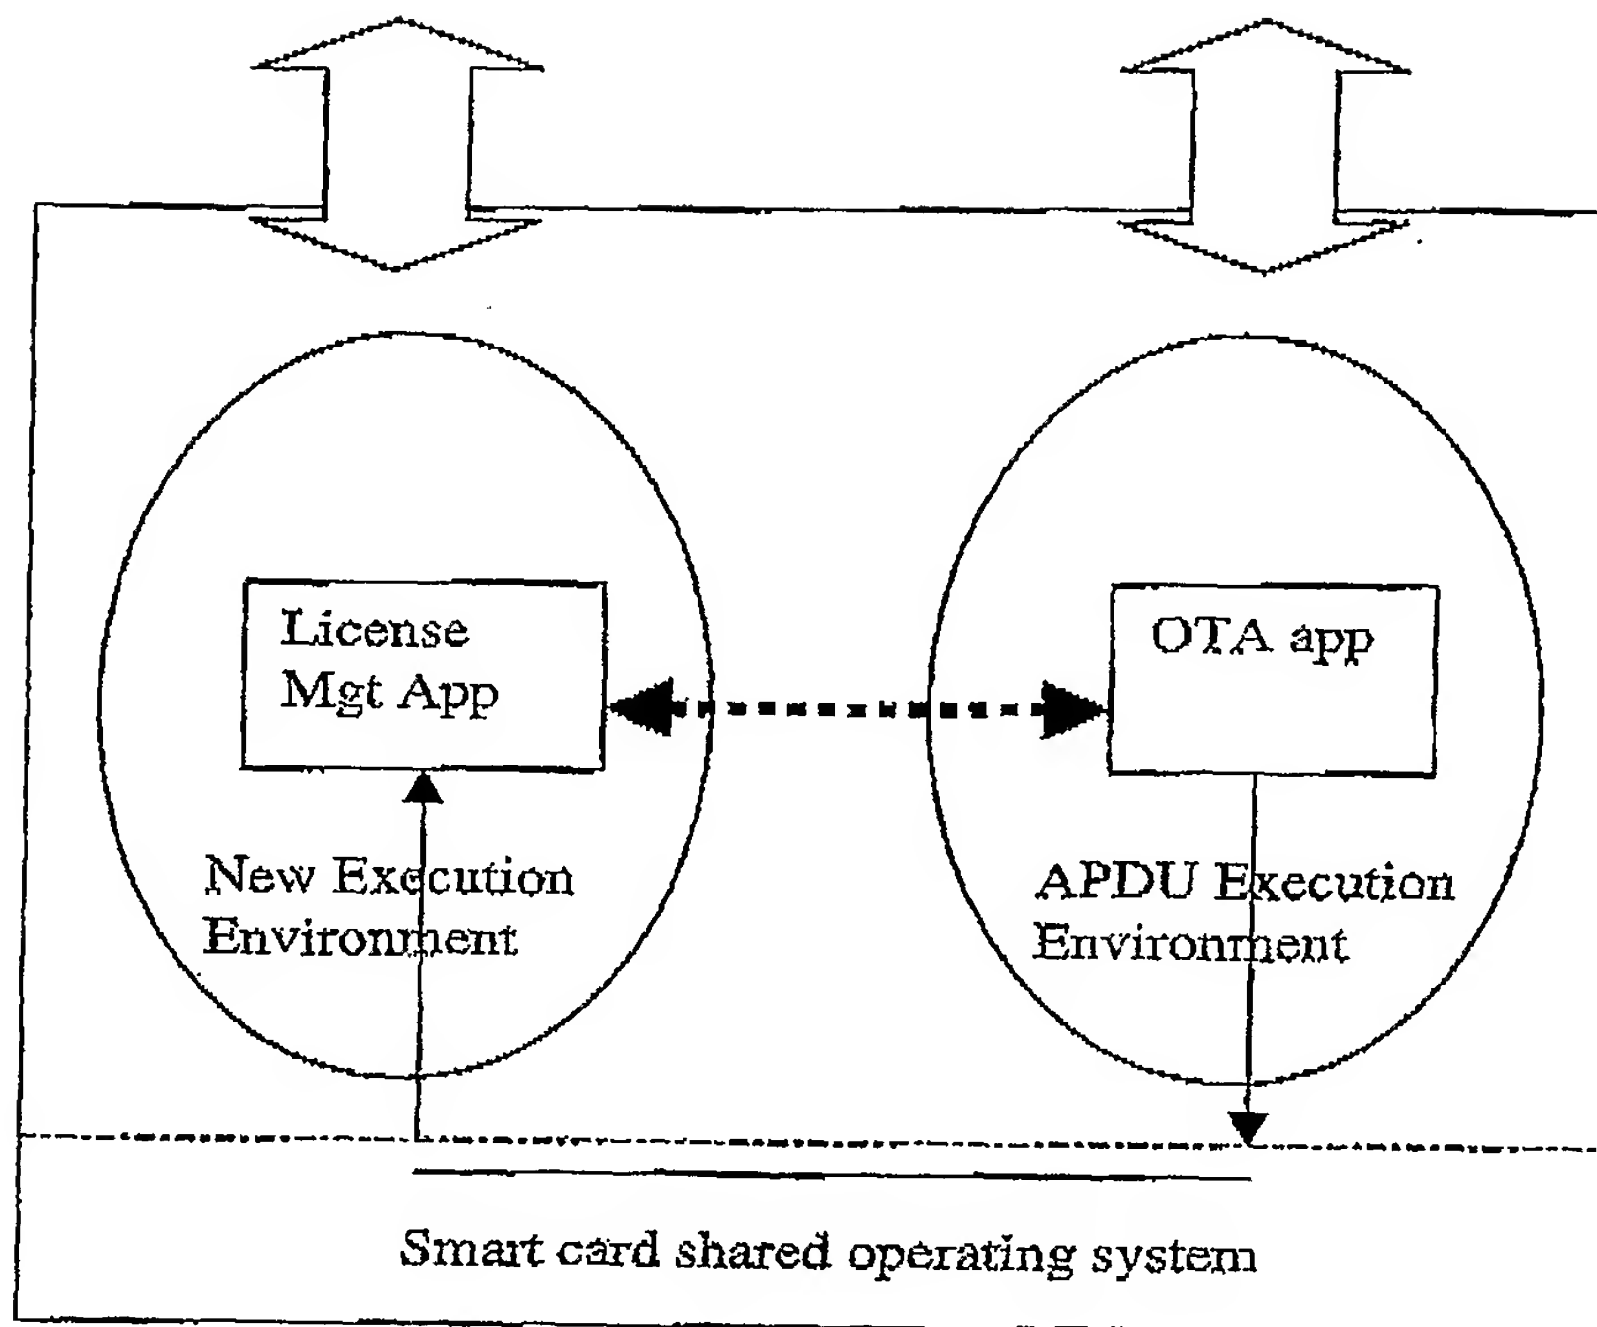 License
Mgt App
OTA app
New Execution
Environment
APDU Execution
Environment
Smart card shared operating system